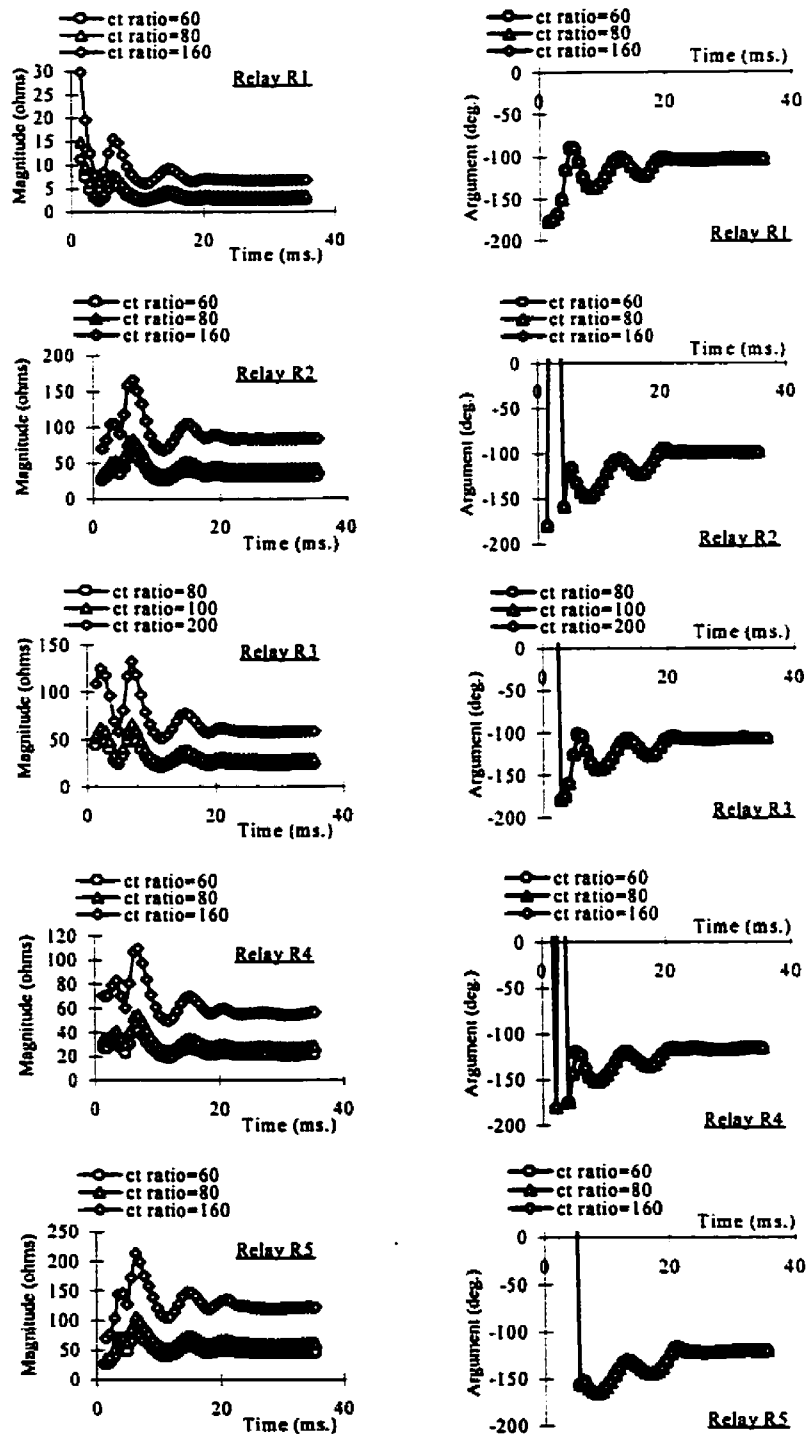 ct ratio=60
ct ratio=80
ct ratio=160
Relay R1
Magnitude (ohms)
30
25
20
15
10
5
0
0
20
40
Time (ms.)
ct ratio=60
ct ratio=80
ct ratio=160
Time (ms.)
0
20
40
Argument (deg.)
0
-50
-100
-150
-200
Relay R1
ct ratio=60
ct ratio=80
ct ratio=160
Relay R2
Magnitude (ohms)
200
150
100
50
0
0
20
40
Time (ms.)
ct ratio=60
ct ratio=80
ct ratio=160
Time (ms.)
0
20
40
Argument (deg.)
0
-50
-100
-150
-200
Relay R2
ct ratio=80
ct ratio=100
ct ratio=200
Relay R3
Magnitude (ohms)
150
100
50
0
0
20
40
Time (ms.)
ct ratio=80
ct ratio=100
ct ratio=200
Time (ms.)
0
20
40
Argument (deg.)
0
-50
-100
-150
-200
Relay R3
ct ratio=60
ct ratio=80
ct ratio=160
Relay R4
Magnitude (ohms)
120
100
80
60
40
20
0
0
20
40
Time (ms.)
ct ratio=60
ct ratio=80
ct ratio=160
Time (ms.)
0
20
40
Argument (deg.)
0
-50
-100
-150
-200
Relay R4
ct ratio=60
ct ratio=80
ct ratio=160
Relay R5
Magnitude (ohms)
250
200
150
100
50
0
0
20
40
Time (ms.)
ct ratio=60
ct ratio=80
ct ratio=160
Time (ms.)
0
20
40
Argument (deg.)
0
-50
-100
-150
-200
Relay R5